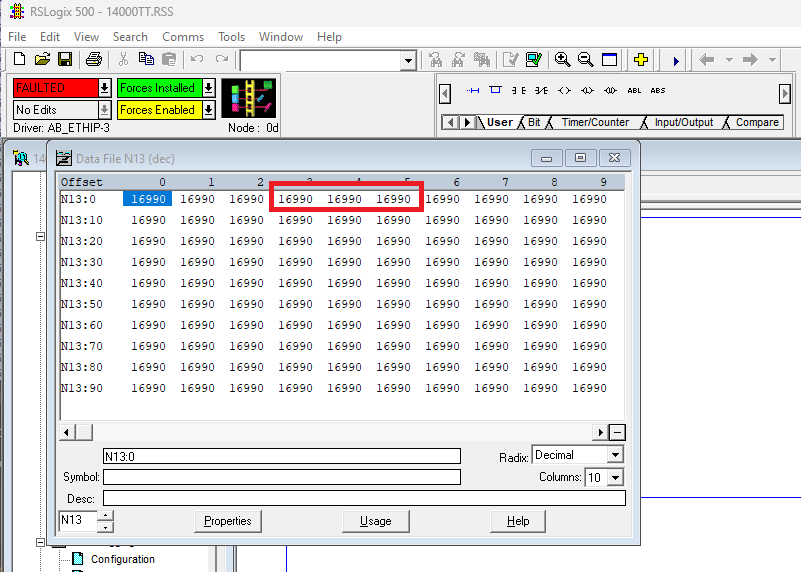 RSLogix 500 - 14000TT.RSS
File Edit View Search Comms Tools Window Help
FAULTED Forces Installed
No Edits Forces Enabled
Driver: AB_ETHIP-3 Node : 0d
ABL ABS
User Bit Timer/Counter Input/Output Compare
14
Data File N13 (dec)
Offset 0 1 2 3 4 5 6 7 8 9
N13:0 16990 16990 16990 16990 16990 16990 16990 16990 16990 16990
N13:10 16990 16990 16990 16990 16990 16990 16990 16990 16990 16990
N13:20 16990 16990 16990 16990 16990 16990 16990 16990 16990 16990
N13:30 16990 16990 16990 16990 16990 16990 16990 16990 16990 16990
N13:40 16990 16990 16990 16990 16990 16990 16990 16990 16990 16990
N13:50 16990 16990 16990 16990 16990 16990 16990 16990 16990 16990
N13:60 16990 16990 16990 16990 16990 16990 16990 16990 16990 16990
N13:70 16990 16990 16990 16990 16990 16990 16990 16990 16990 16990
N13:80 16990 16990 16990 16990 16990 16990 16990 16990 16990 16990
N13:90 16990 16990 16990 16990 16990 16990 16990 16990 16990 16990
N13:0 Radix: Decimal
Symbol: Columns: 10
Desc:
N13 Properties Usage Help
Configuration